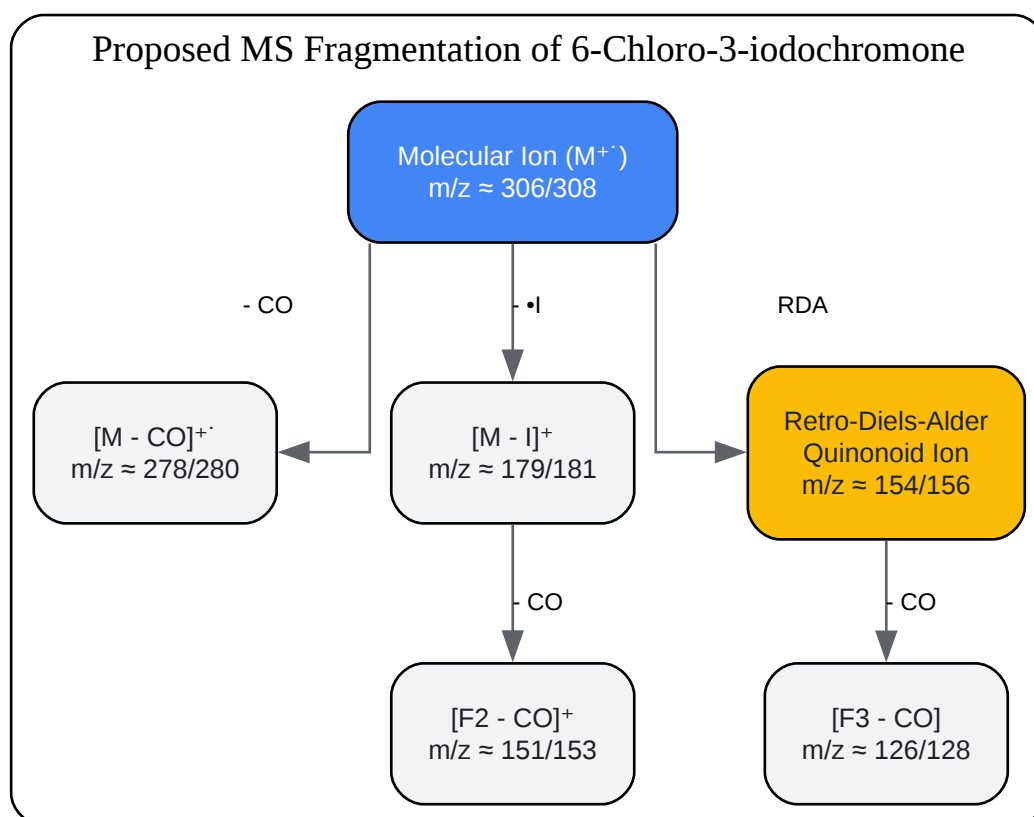 Proposed MS Fragmentation of 6-Chloro-3-iodochromone
Molecular Ion (M⁺˙)
m/z ≈ 306/308
- CO
- •I
RDA
[M - CO]⁺˙
m/z ≈ 278/280
[M - I]⁺
m/z ≈ 179/181
Retro-Diels-Alder
Quinonoid Ion
m/z ≈ 154/156
- CO
- CO
[F2 - CO]⁺
m/z ≈ 151/153
[F3 - CO]
m/z ≈ 126/128